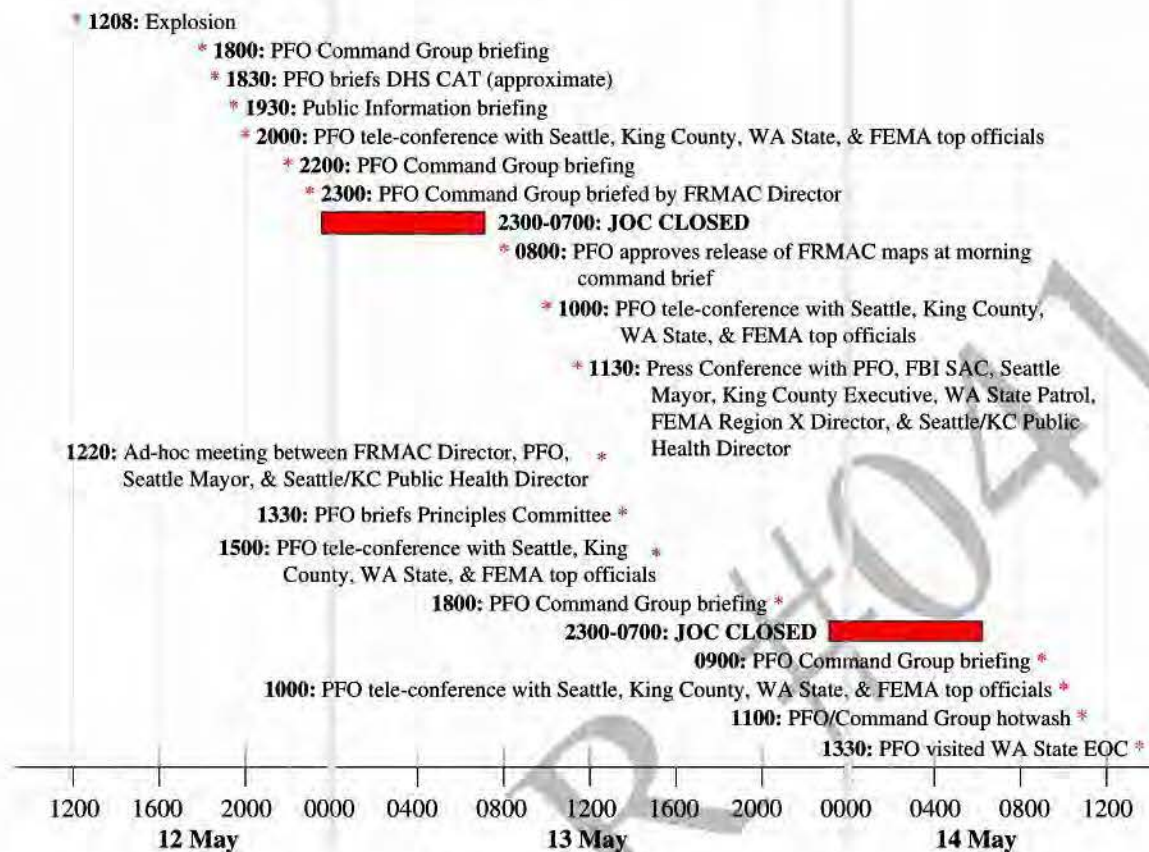 * 1208: Explosion
* 1800: PFO Command Group briefing
* 1830: PFO briefs DHS CAT (approximate)
* 1930: Public Information briefing
* 2000: PFO tele-conference with Seattle, King County, WA State, & FEMA top officials
* 2200: PFO Command Group briefing
* 2300: PFO Command Group briefed by FRMAC Director
2300-0700: JOC CLOSED
* 0800: PFO approves release of FRMAC maps at morning
command brief
* 1000: PFO tele-conference with Seattle, King County,
WA State, & FEMA top officials
* 1130: Press Conference with PFO, FBI SAC, Seattle
Mayor, King County Executive, WA State Patrol,
FEMA Region X Director, & Seattle/KC Public
Health Director
1220: Ad-hoc meeting between FRMAC Director, PFO, *
Seattle Mayor, & Seattle/KC Public Health Director
1330: PFO briefs Principles Committee *
1500: PFO tele-conference with Seattle, King *
County, WA State, & FEMA top officials
1800: PFO Command Group briefing *
2300-0700: JOC CLOSED
0900: PFO Command Group briefing *
1000: PFO tele-conference with Seattle, King County, WA State, & FEMA top officials *
1100: PFO/Command Group hotwash *
1330: PFO visited WA State EOC *
1200 1600 2000 0000 0400 0800 1200 1600 2000 0000 0400 0800 1200
12 May 13 May 14 May